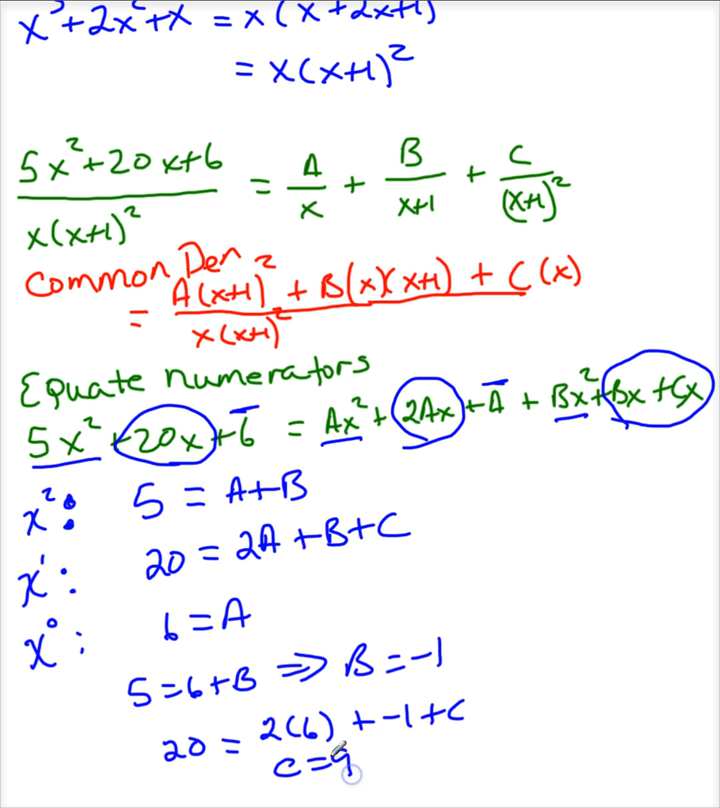 x³+2x²+x = x(x+2x+1)
= x(x+1)²
5x²+20x+6 / x(x+1)² = A/x + B/x+1 + C/(x+1)²
Common Den
= A(x+1)² + B(x)(x+1) + C(x) / x(x+1)²
Equate numerators
5x²+20x+6 = Ax²+2Ax+A+Bx²+Bx+Cx
x²: 5 = A+B
x¹: 20 = 2A+B+C
x⁰: 6 = A
5=6+B ⇒ B=-1
20 = 2(6) + -1+C
C=9